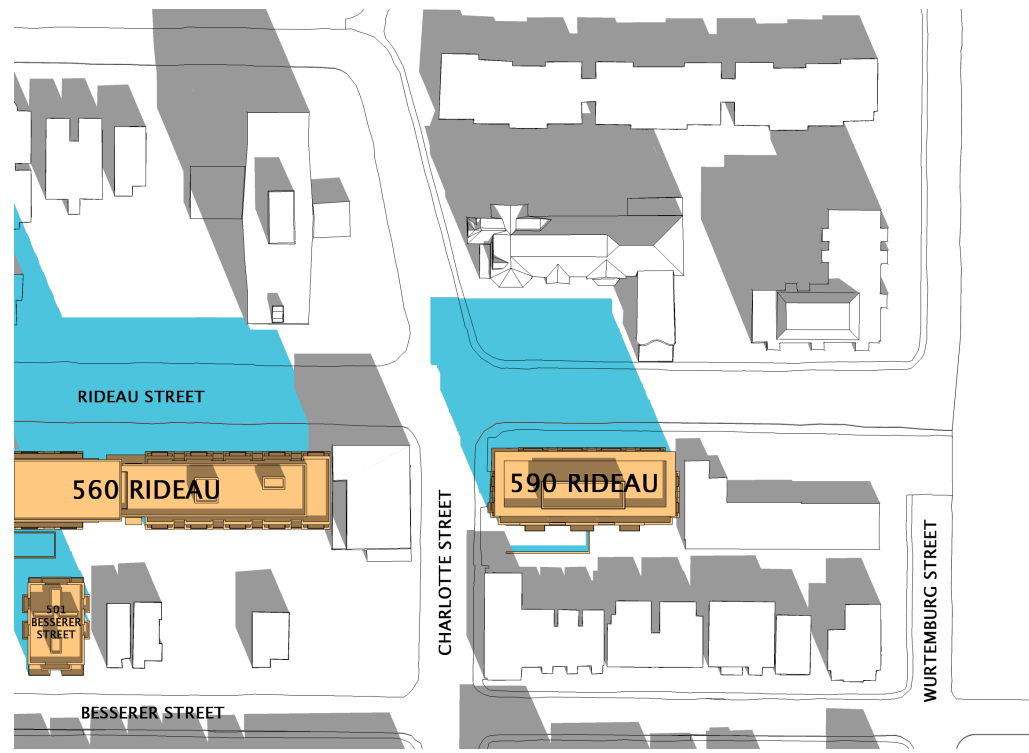 RIDEAU STREET
560 RIDEAU
590 RIDEAU
CHARLOTTE STREET
WURTEMBURG STREET
501
BESSERER
STREET
BESSERER STREET